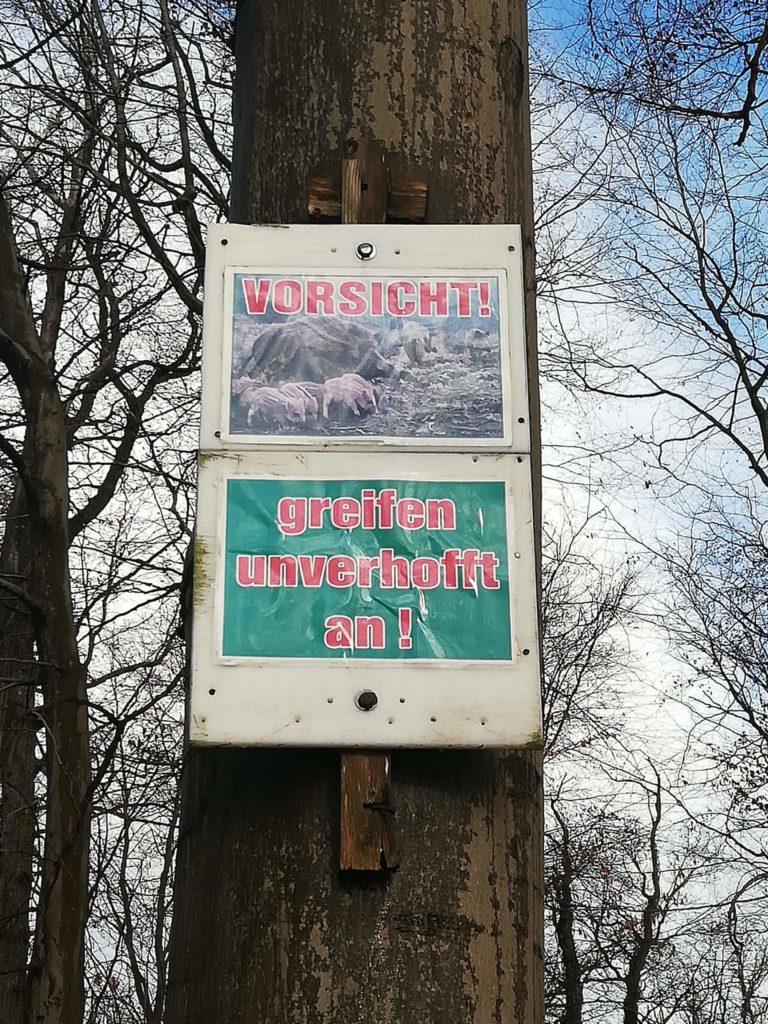 VORSICHT!
greifen
unverhofft
an !